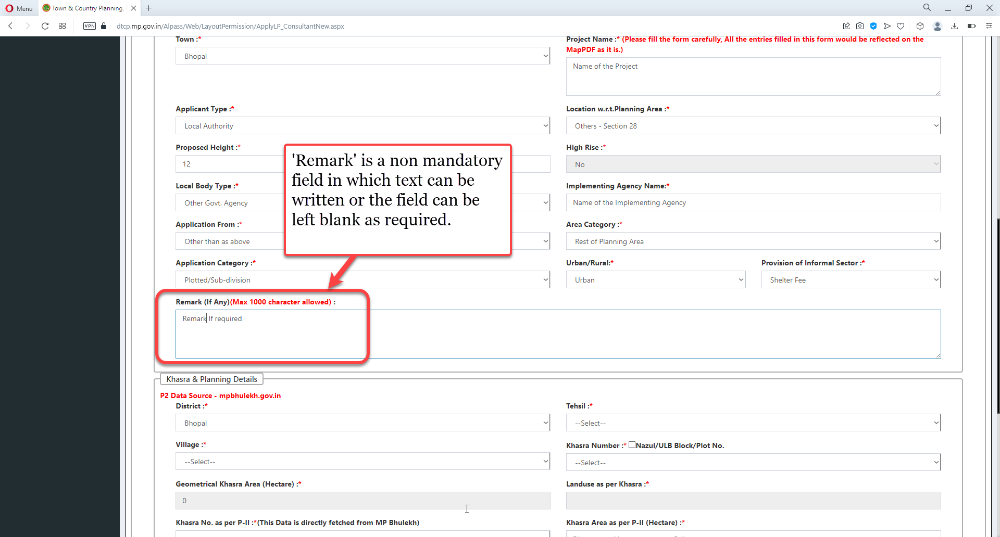 Menu
Town & Country Planning,
VPN
dtcp.mp.gov.in/Alpass/Web/LayoutPermission/ApplyLP_ConsultantNew.aspx
Town :*
Project Name :* (Please fill the form carefully, All the entries filled in this form would be reflected on the
MapPDF as it is.)
Bhopal
Name of the Project
Applicant Type :*
Location w.r.t.Planning Area :*
Local Authority
Others - Section 28
Proposed Height :*
High Rise :*
12
No
'Remark' is a non mandatory
field in which text can be
written or the field can be
left blank as required.
Local Body Type :*
Implementing Agency Name:*
Other Govt. Agency
Name of the Implementing Agency
Application From :*
Area Category :*
Other than as above
Rest of Planning Area
Application Category :*
Urban/Rural:*
Provision of Informal Sector :*
Plotted/Sub-division
Urban
Shelter Fee
Remark (If Any)(Max 1000 character allowed) :
Remark If required
Khasra & Planning Details
P2 Data Source - mpbhulekh.gov.in
District :*
Tehsil :*
Bhopal
--Select--
Village :*
Khasra Number :* Nazul/ULB Block/Plot No.
--Select--
--Select--
Geometrical Khasra Area (Hectare) :*
Landuse as per Khasra :*
0
Khasra No. as per P-II :*(This Data is directly fetched from MP Bhulekh)
Khasra Area as per P-II (Hectare) :*